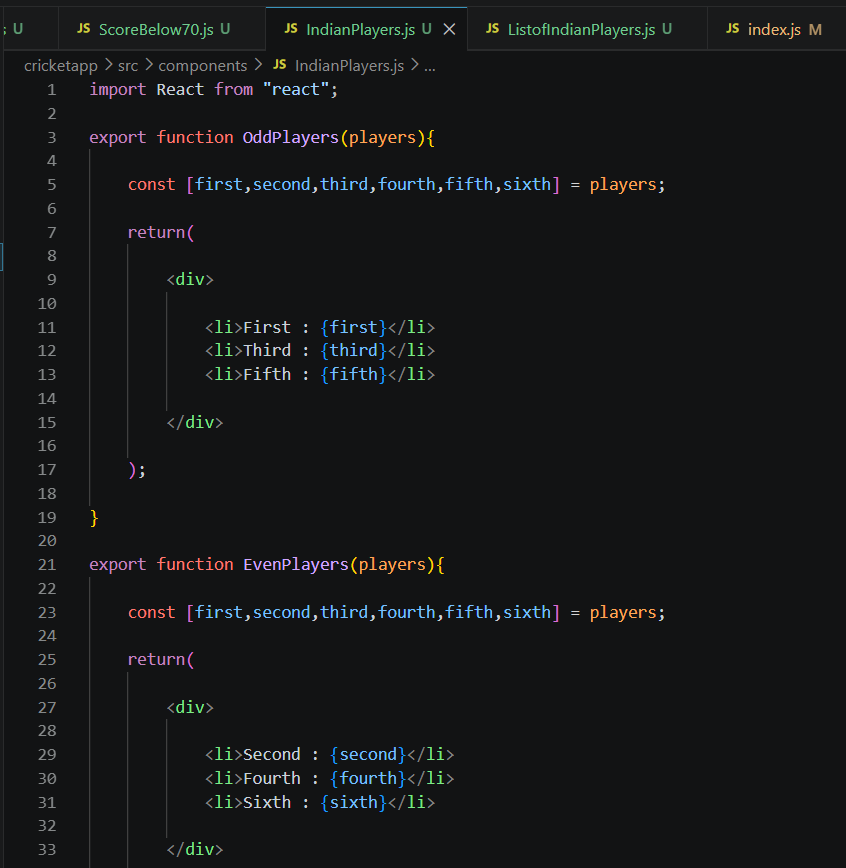 ; U JS ScoreBelow70.js U JS IndianPlayers.js U JS ListofIndianPlayers.js U JS index.js M
cricketapp > src > components > JS IndianPlayers.js > ...
1 import React from "react";
2
3 export function OddPlayers(players){
4
5 const [first,second,third,fourth,fifth,sixth] = players;
6
7 return(
8
9 <div>
10
11 <li>First : {first}</li>
12 <li>Third : {third}</li>
13 <li>Fifth : {fifth}</li>
14
15 </div>
16
17 );
18
19 }
20
21 export function EvenPlayers(players){
22
23 const [first,second,third,fourth,fifth,sixth] = players;
24
25 return(
26
27 <div>
28
29 <li>Second : {second}</li>
30 <li>Fourth : {fourth}</li>
31 <li>Sixth : {sixth}</li>
32
33 </div>